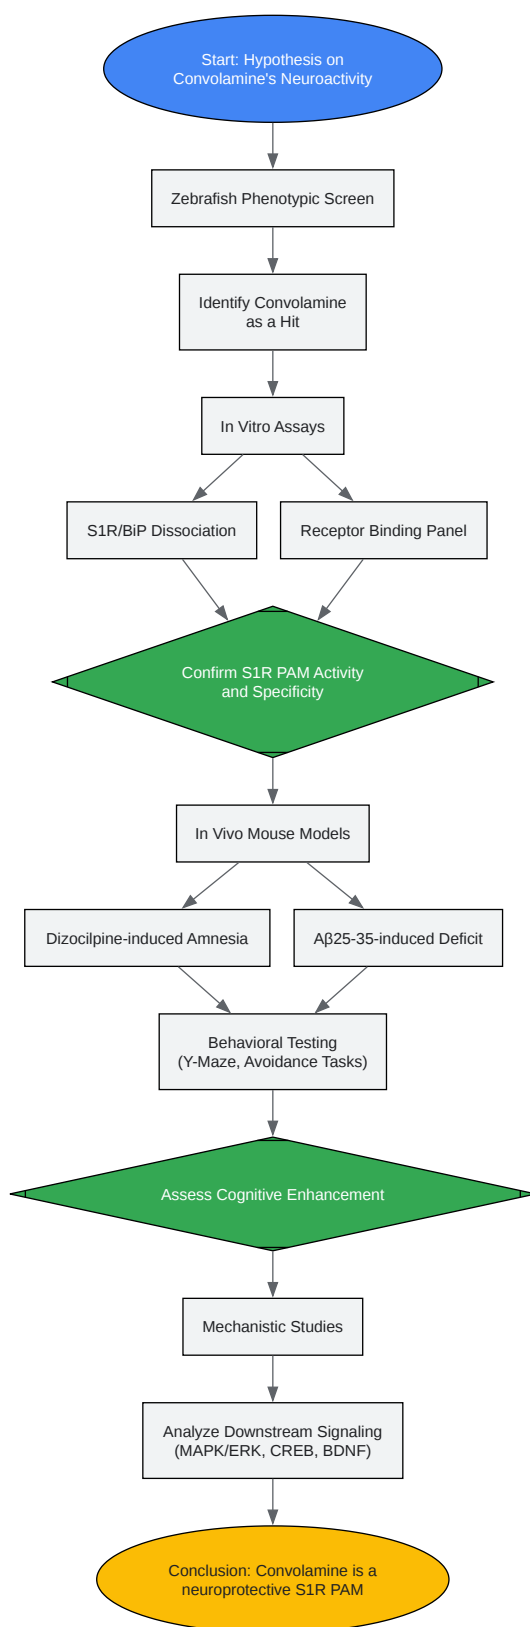 Start: Hypothesis on
Convolamine's Neuroactivity
Zebrafish Phenotypic Screen
Identify Convolamine
as a Hit
In Vitro Assays
S1R/BiP Dissociation
Receptor Binding Panel
Confirm S1R PAM Activity
and Specificity
In Vivo Mouse Models
Dizocilpine-induced Amnesia
Aβ25-35-induced Deficit
Behavioral Testing
(Y-Maze, Avoidance Tasks)
Assess Cognitive Enhancement
Mechanistic Studies
Analyze Downstream Signaling
(MAPK/ERK, CREB, BDNF)
Conclusion: Convolamine is a
neuroprotective S1R PAM